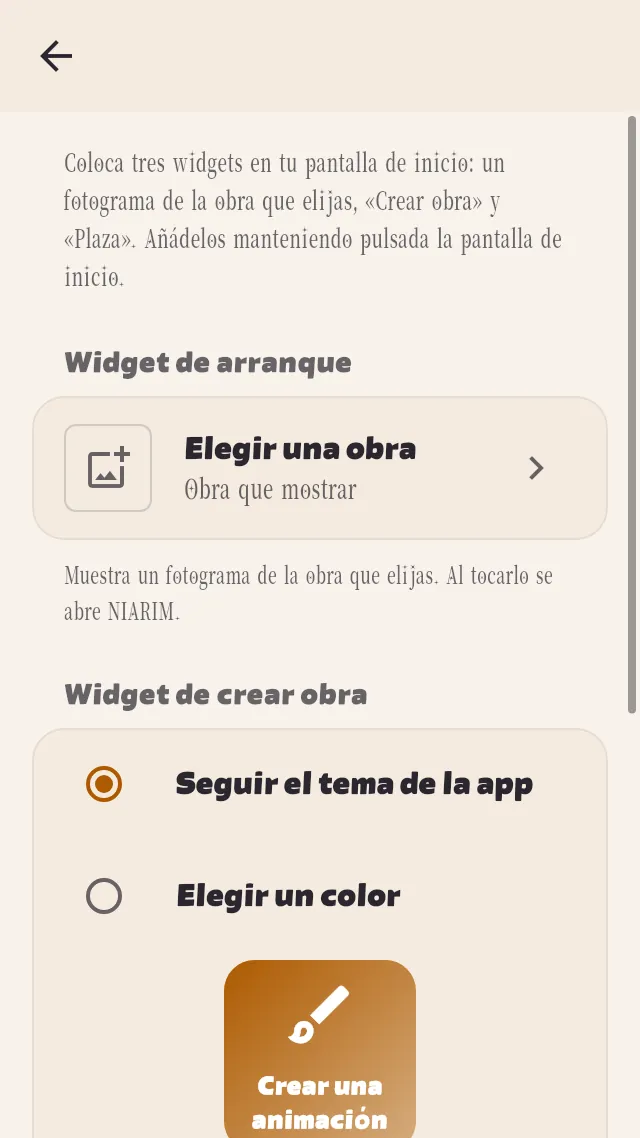 Coloca tres widgets en tu pantalla de inicio: un
fotograma de la obra que elijas, «Crear obra» y
«Plaza». Añádelos manteniendo pulsada la pantalla de
inicio.
Widget de arranque
Elegir una obra
Obra que mostrar
Muestra un fotograma de la obra que elijas. Al tocarlo se
abre NIARIM.
Widget de crear obra
Seguir el tema de la app
Elegir un color
Crear una
animación